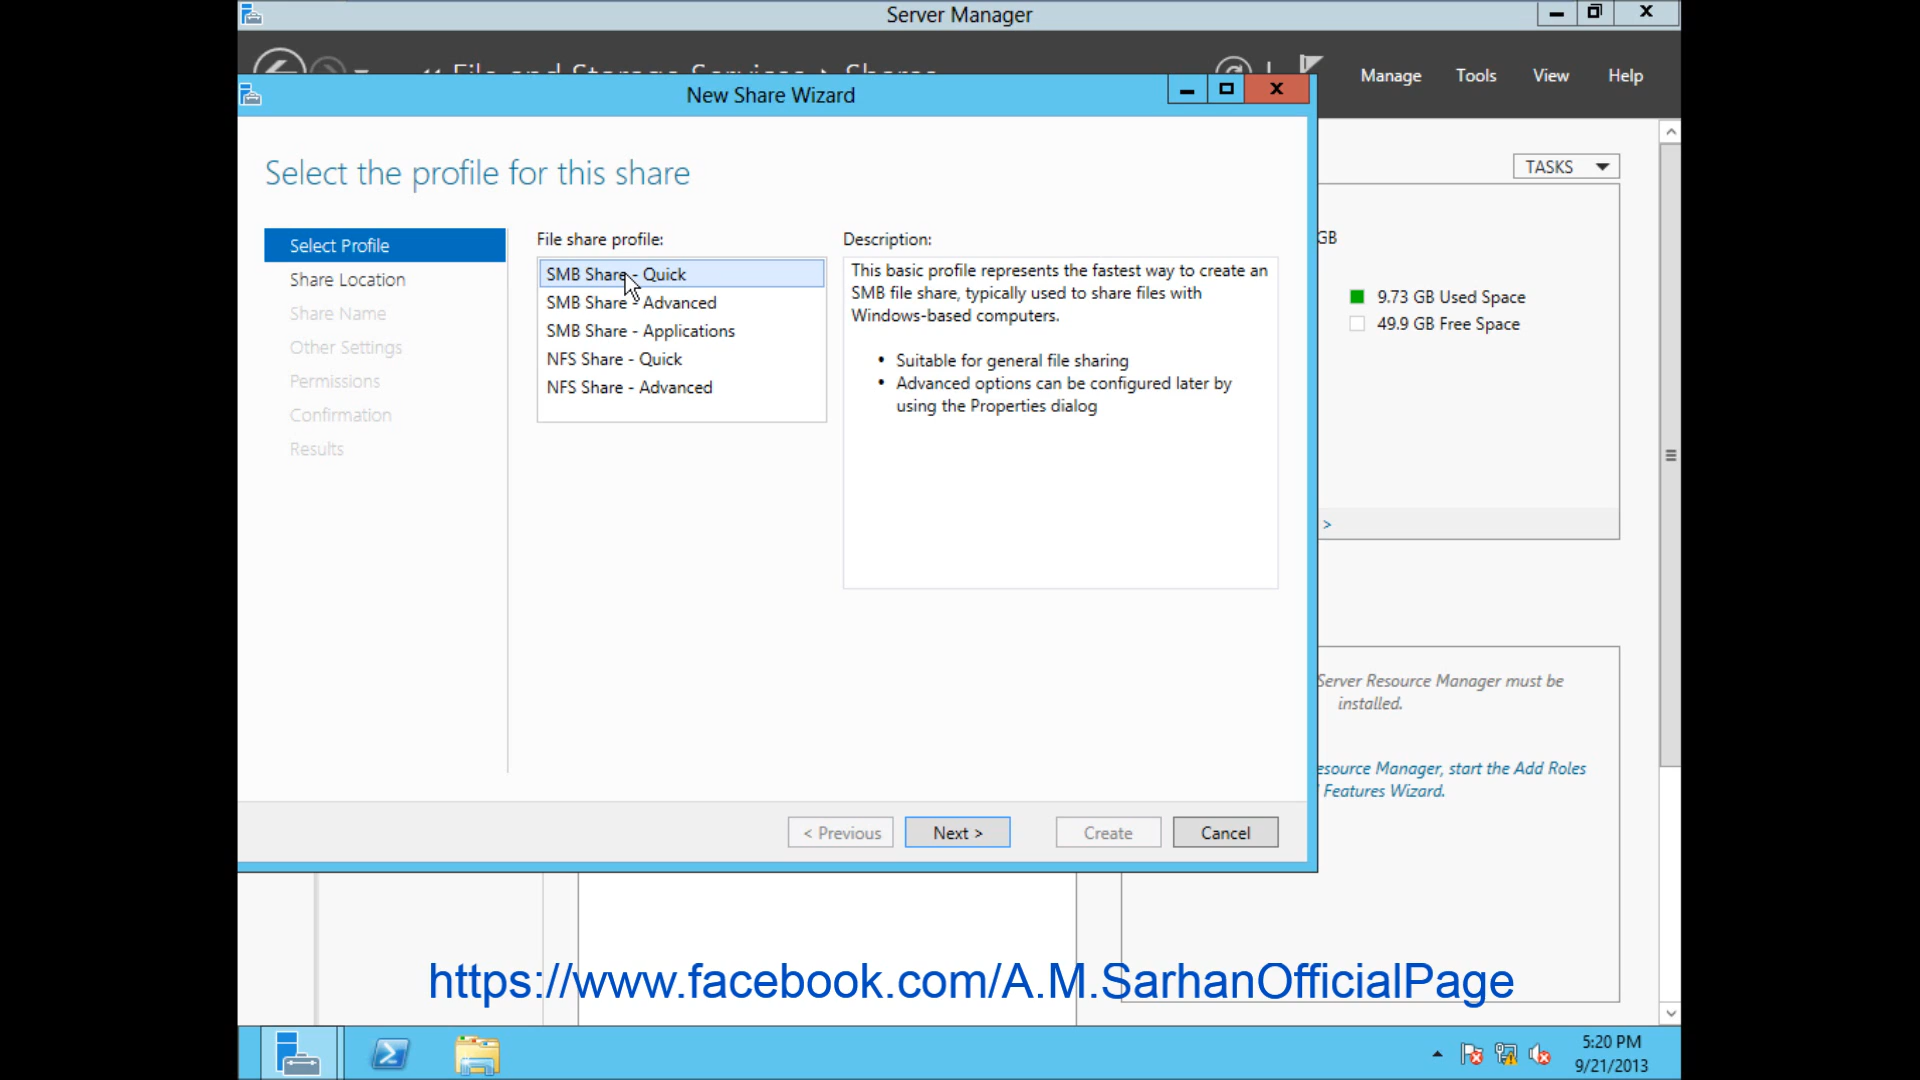 Server Manager
File and Storage Services
Shares
Manage
Tools
View
Help
New Share Wizard
Select the profile for this share
TASKS
Select Profile
Share Location
Share Name
Other Settings
Permissions
Confirmation
Results
File share profile:
SMB Share - Quick
SMB Share - Advanced
SMB Share - Applications
NFS Share - Quick
NFS Share - Advanced
Description:
This basic profile represents the fastest way to create an
SMB file share, typically used to share files with
Windows-based computers.
• Suitable for general file sharing
• Advanced options can be configured later by
using the Properties dialog
GB
9.73 GB Used Space
49.9 GB Free Space
>
Server Resource Manager must be
installed.
esource Manager, start the Add Roles
Features Wizard.
< Previous
Next >
Create
Cancel
https://www.facebook.com/A.M.SarhanOfficialPage
5:20 PM
9/21/2013